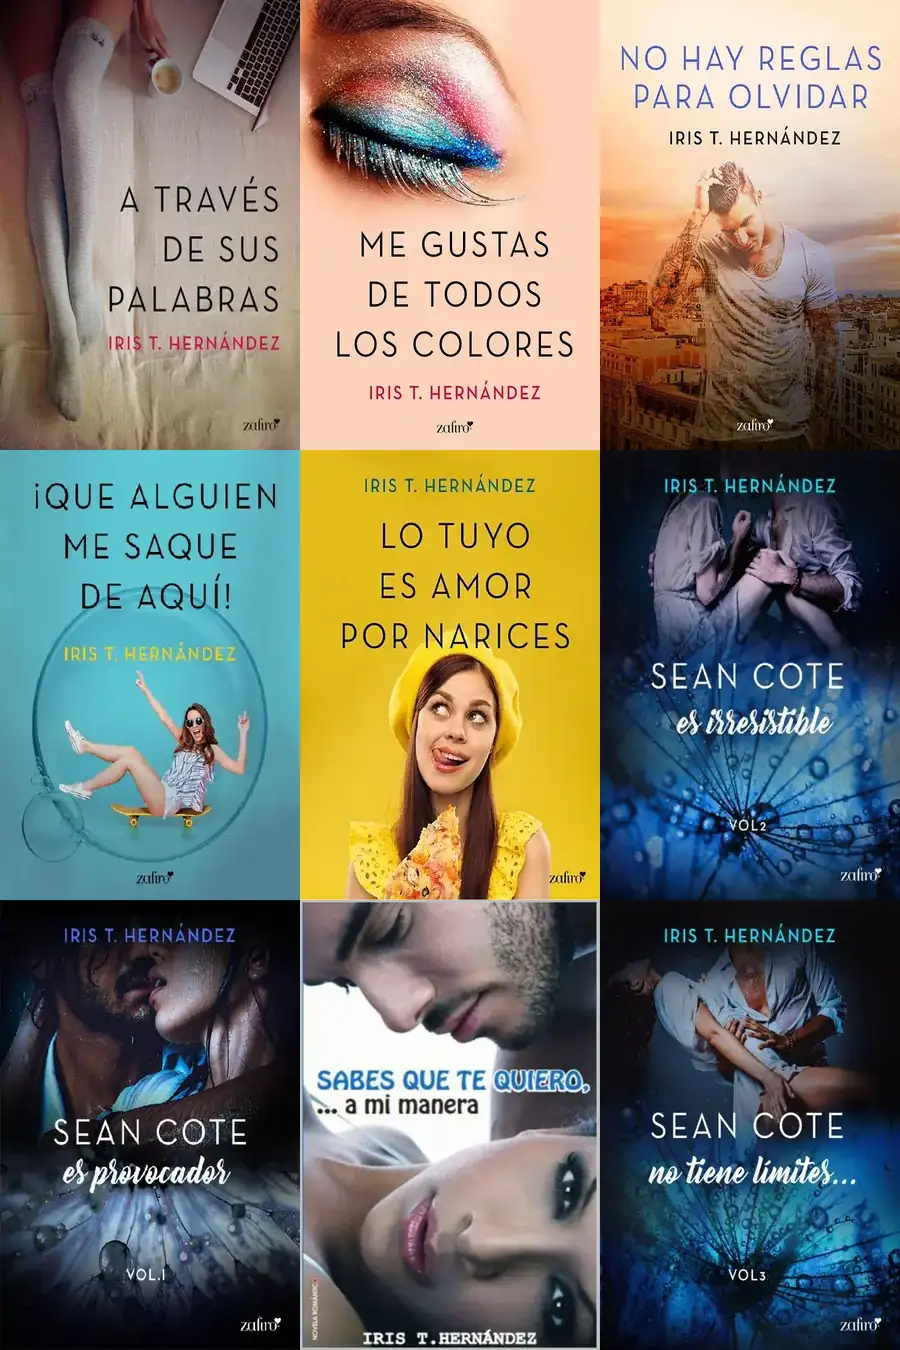 A TRAVÉS
DE SUS
PALABRAS
IRIS T. HERNÁNDEZ
zafiro
ME GUSTAS
DE TODOS
LOS COLORES
IRIS T. HERNÁNDEZ
zafiro
NO HAY REGLAS
PARA OLVIDAR
IRIS T. HERNÁNDEZ
zafiro
¡QUE ALGUIEN
ME SAQUE
DE AQUÍ!
IRIS T. HERNÁNDEZ
zafiro
IRIS T. HERNÁNDEZ
LO TUYO
ES AMOR
POR NARICES
zafiro
IRIS T. HERNÁNDEZ
SEAN COTE
es irresistible
VOL2
zafiro
IRIS T. HERNÁNDEZ
SEAN COTE
es provocador
VOL.1
zafiro
SABES QUE TE QUIERO,
... a mi manera
NOVELA ROMÁNTICA
IRIS T.HERNÁNDEZ
IRIS T. HERNÁNDEZ
SEAN COTE
no tiene límites...
VOL3
zafiro